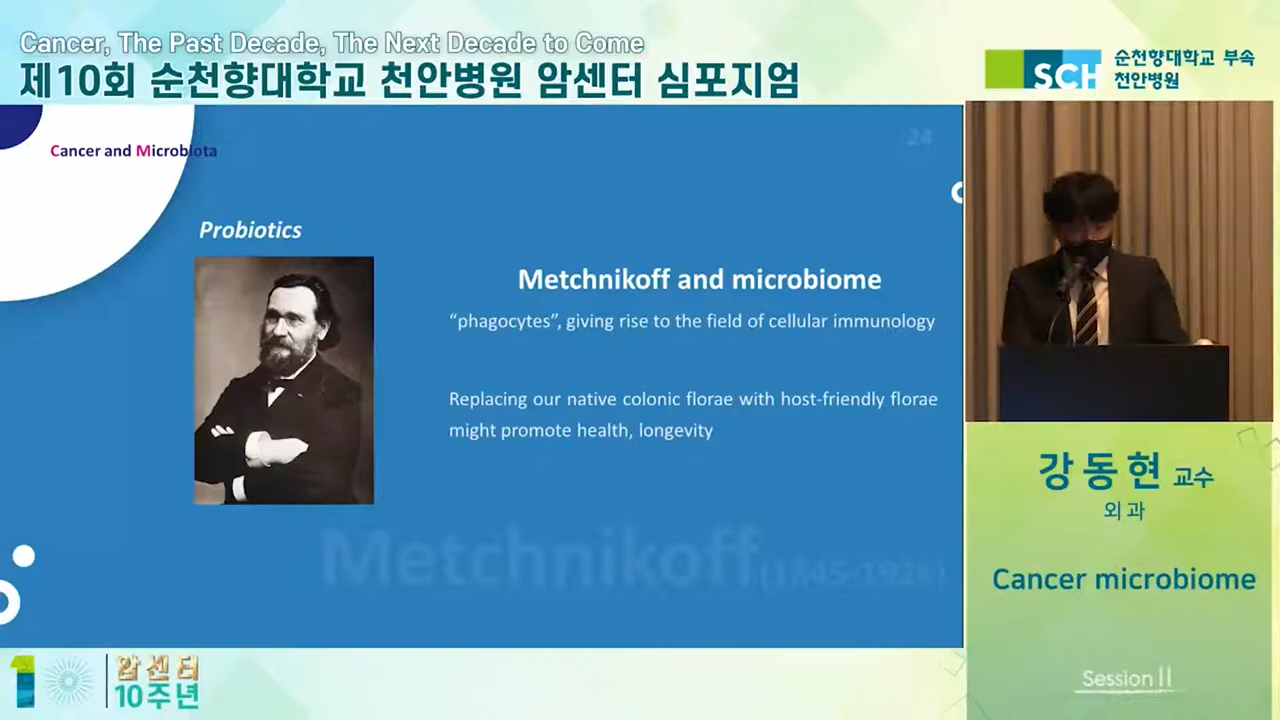 Cancer, The Past Decade, The Next Decade to Come
제10회 순천향대학교 천안병원 암센터 심포지엄
SCH
순천향대학교 부속
천안병원
Cancer and Microbiota
24
Probiotics
Metchnikoff and microbiome
“phagocytes”, giving rise to the field of cellular immunology
Replacing our native colonic florae with host-friendly florae
might promote health, longevity
Metchnikoff
강동현 교수
외과
Cancer microbiome
Session II
암센터
10주년